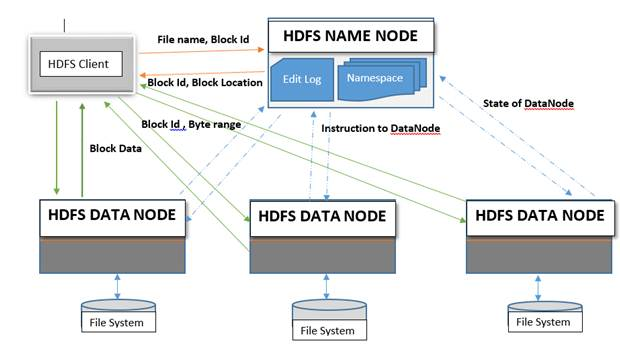 HDFS NAME NODE
File name, Block Id
HDFS Client
Edit Log
Namespace
Block Id, Block Location
State of DataNode
Block Id , Byte range
Instruction to DataNode
Block Data
HDFS DATA NODE
HDFS DATA NODE
HDFS DATA NODE
File System
File System
File System